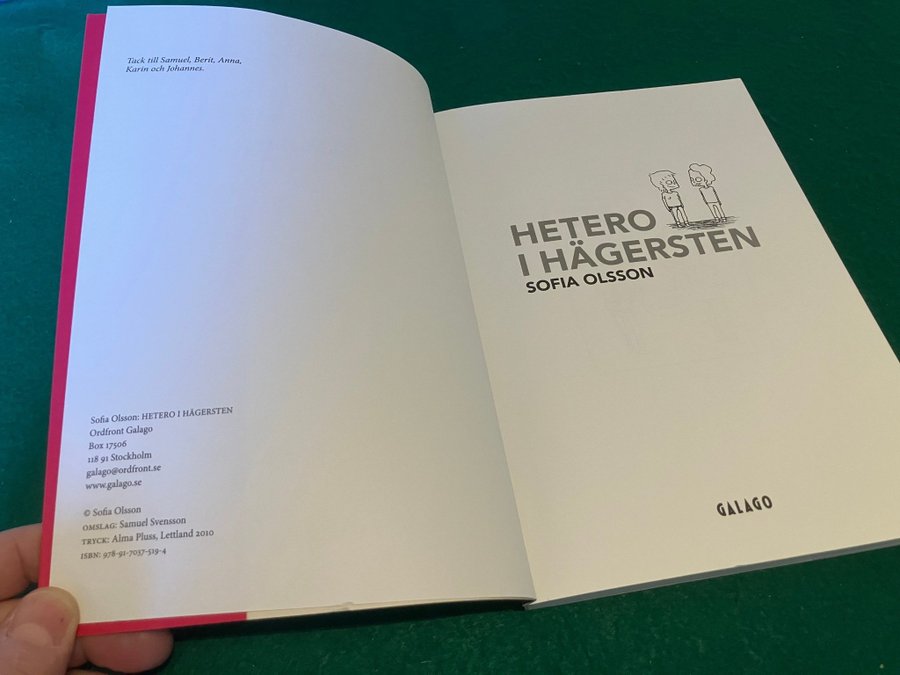 Tack till Samuel, Berit, Anna,
Karin och Johannes.
Sofia Olsson: HETERO I HÄGERSTEN
Ordfront Galago
Box 17506
118 91 Stockholm
galago@ordfront.se
www.galago.se
© Sofia Olsson
OMSLAG: Samuel Svensson
TRYCK: Alma Pluss, Lettland 2010
ISBN: 978-91-7037-519-4
HETERO
I HÄGERSTEN
SOFIA OLSSON
GALAGO